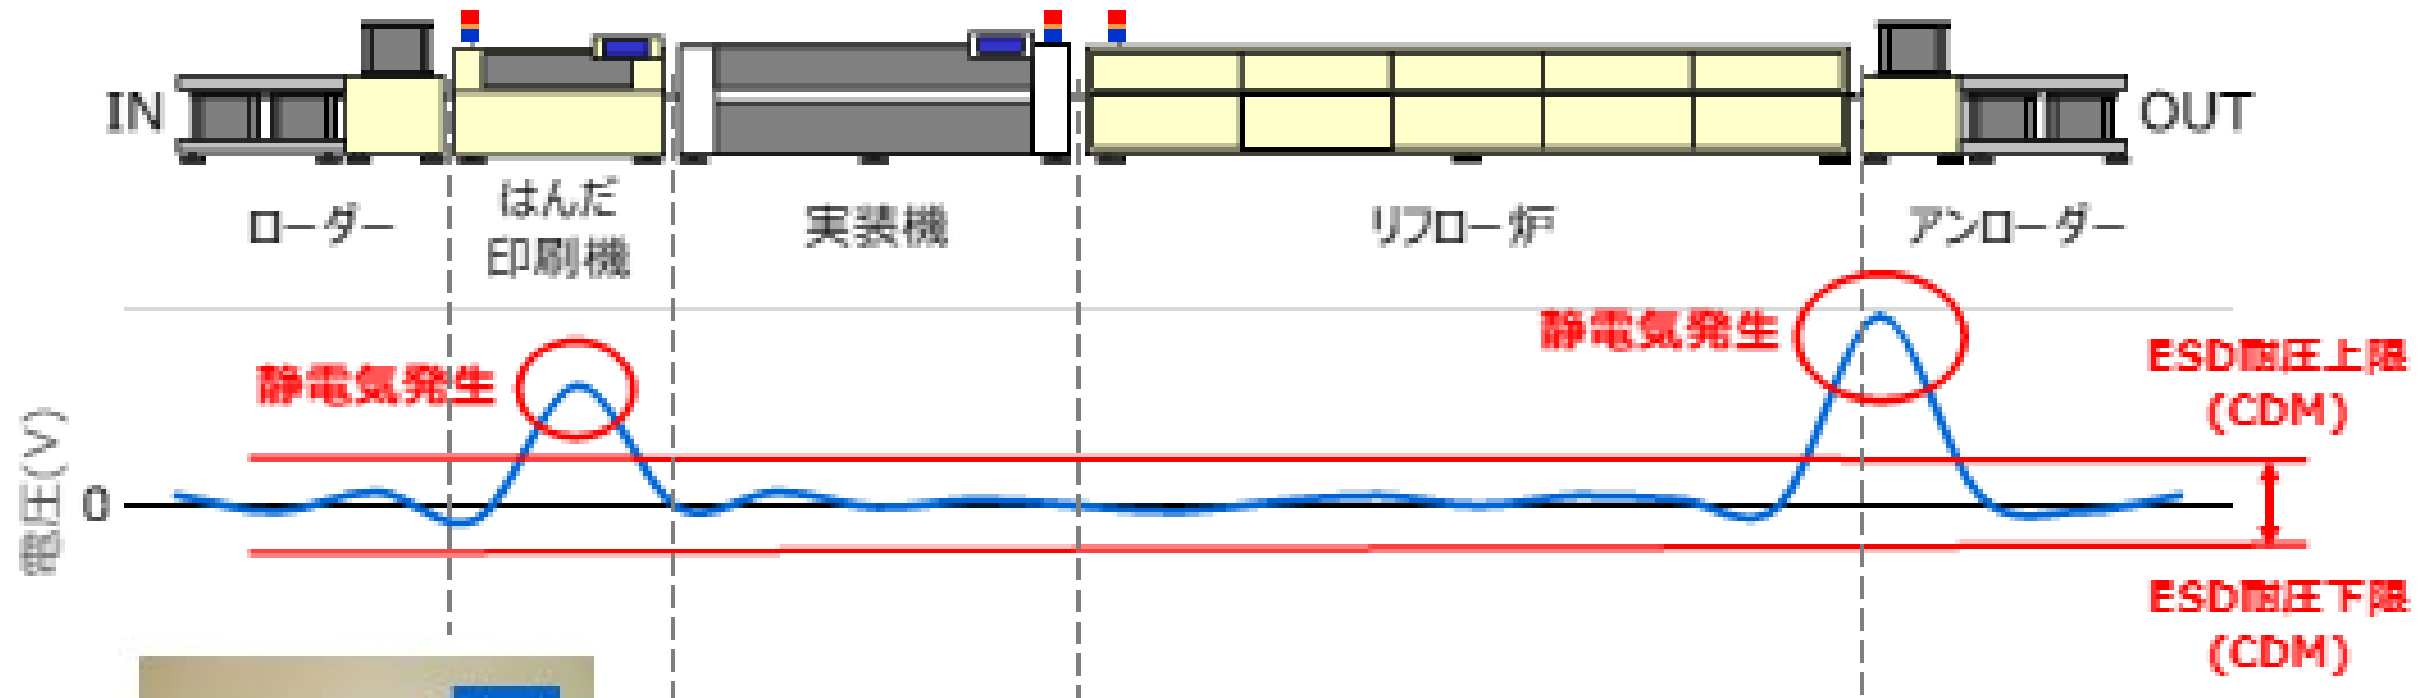 IN
OUT
ローダー
はんだ
印刷機
実装機
リフロー炉
アンローダー
静電気発生
静電気発生
ESD耐圧上限
(CDM)
電圧(V)
0
ESD耐圧下限
(CDM)